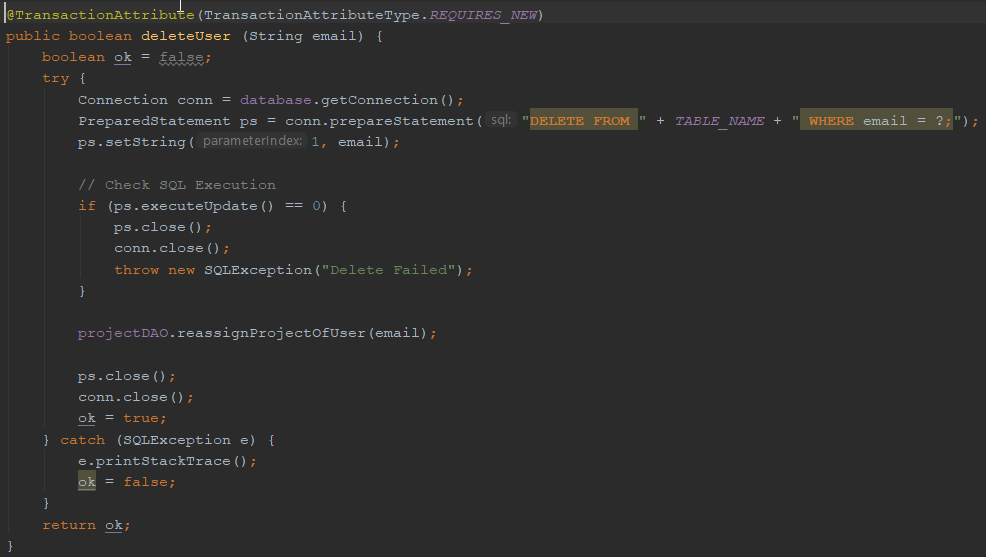 @TransactionAttribute(TransactionAttributeType.REQUIRES_NEW)
public boolean deleteUser (String email) {
    boolean ok = false;
    try {
        Connection conn = database.getConnection();
        PreparedStatement ps = conn.prepareStatement( sql: "DELETE FROM " + TABLE_NAME + " WHERE email = ?;");
        ps.setString( parameterIndex: 1, email);

        // Check SQL Execution
        if (ps.executeUpdate() == 0) {
            ps.close();
            conn.close();
            throw new SQLException("Delete Failed");
        }

        projectDAO.reassignProjectOfUser(email);

        ps.close();
        conn.close();
        ok = true;
    } catch (SQLException e) {
        e.printStackTrace();
        ok = false;
    }
    return ok;
}